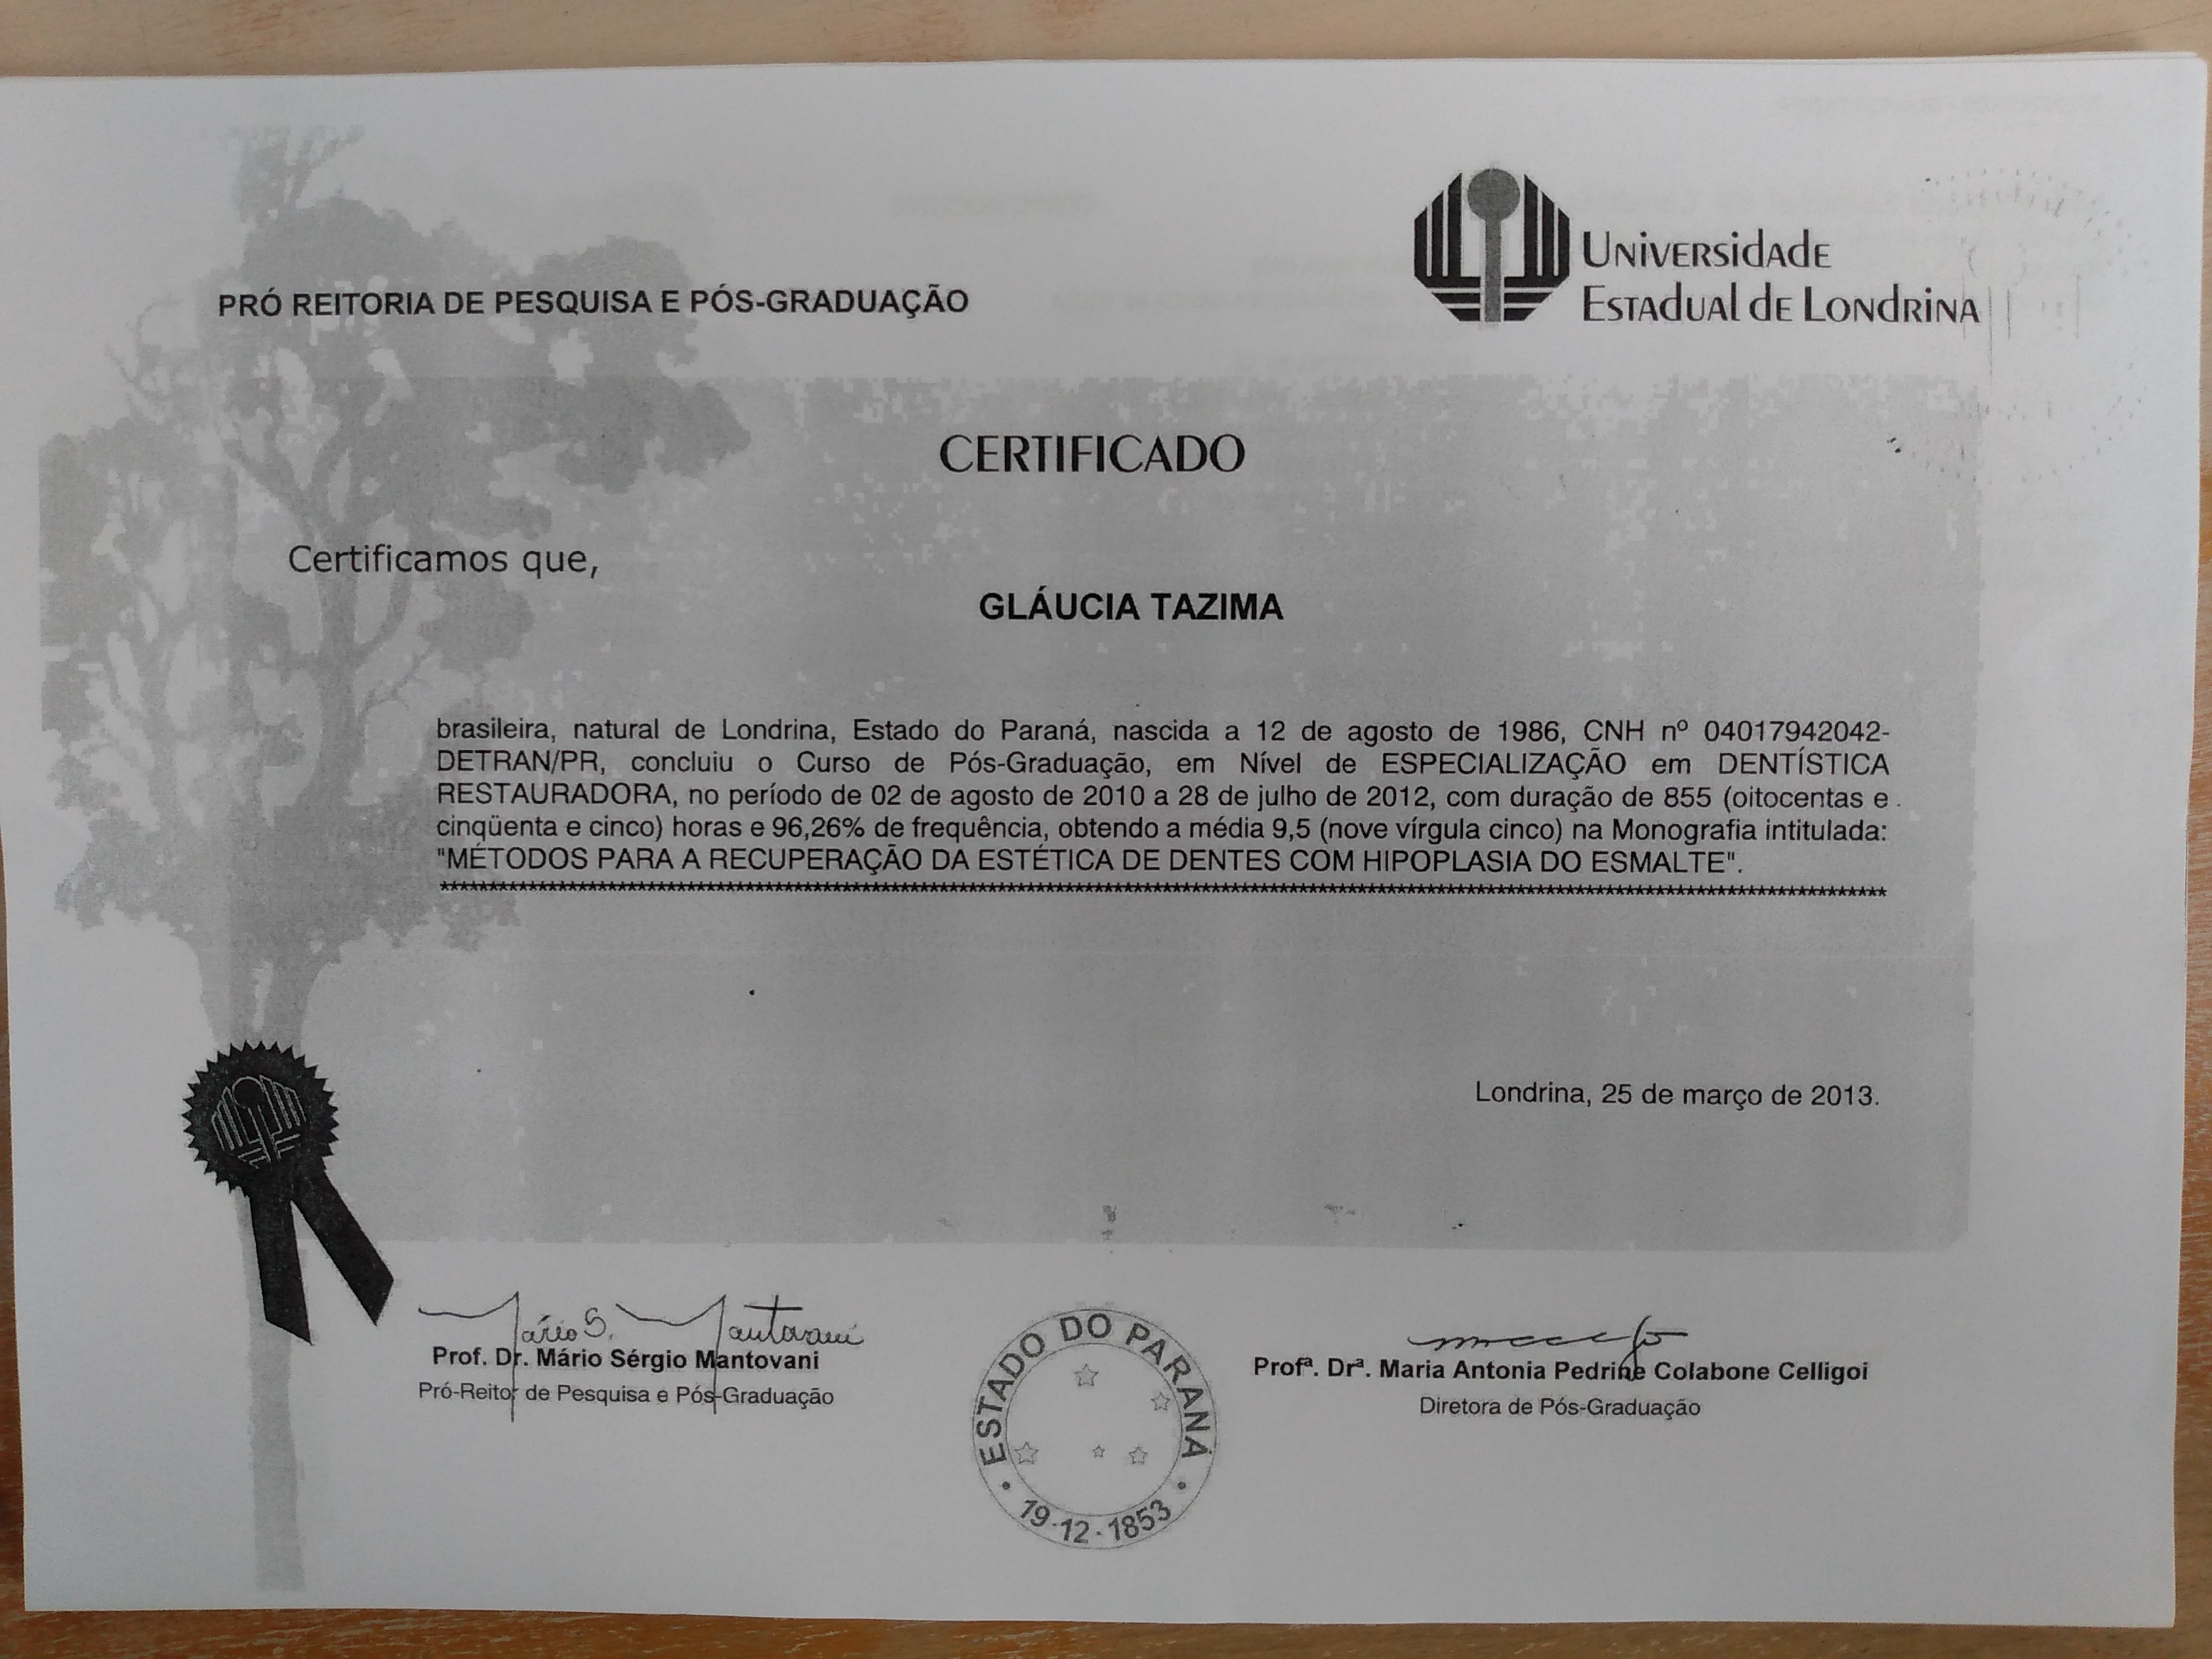 PRÓ REITORIA DE PESQUISA E PÓS-GRADUAÇÃO
UNIVERSIDADE
ESTADUAL DE LONDRINA
CERTIFICADO
Certificamos que,
GLÁUCIA TAZIMA
brasileira, natural de Londrina, Estado do Paraná, nascida a 12 de agosto de 1986, CNH nº 04017942042-
DETRAN/PR, concluiu o Curso de Pós-Graduação, em Nível de ESPECIALIZAÇÃO em DENTÍSTICA
RESTAURADORA, no período de 02 de agosto de 2010 a 28 de julho de 2012, com duração de 855 (oitocentas e
cinqüenta e cinco) horas e 96,26% de frequência, obtendo a média 9,5 (nove vírgula cinco) na Monografia intitulada:
"MÉTODOS PARA A RECUPERAÇÃO DA ESTÉTICA DE DENTES COM HIPOPLASIA DO ESMALTE".
Londrina, 25 de março de 2013.
Mário S. Mantovani
Prof. Dr. Mário Sérgio Mantovani
Pró-Reitor de Pesquisa e Pós-Graduação
ESTADO DO PARANÁ
19-12-1853
Profª. Drª. Maria Antonia Pedrine Colabone Celligoi
Diretora de Pós-Graduação